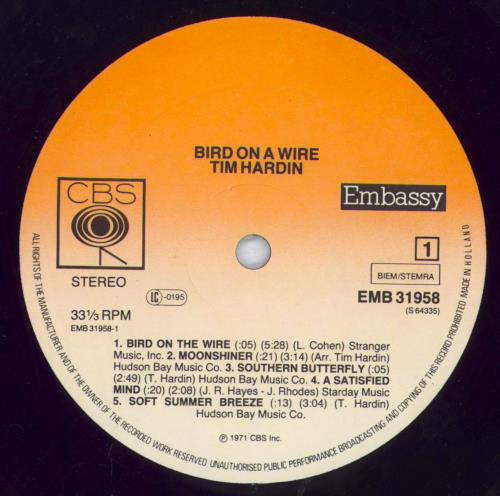 BIRD ON A WIRE
TIM HARDIN
CBS
Embassy
STEREO
LC-0195
1
BIEM/STEMRA
33⅓ RPM
EMB 31958-1
EMB 31958
(S 64335)
1. BIRD ON THE WIRE (:05) (5:28) (L. Cohen) Stranger
Music, Inc. 2. MOONSHINER (:21) (3:14) (Arr. Tim Hardin)
Hudson Bay Music Co. 3. SOUTHERN BUTTERFLY (:05)
(2:49) (T. Hardin) Hudson Bay Music Co. 4. A SATISFIED
MIND (:20) (2:08) (J. R. Hayes - J. Rhodes) Starday Music
5. SOFT SUMMER BREEZE (:13) (3:04) (T. Hardin)
Hudson Bay Music Co.
℗ 1971 CBS Inc.
ALL RIGHTS OF THE MANUFACTURER AND OF THE OWNER OF THE RECORDED WORK RESERVED UNAUTHORISED PUBLIC PERFORMANCE BROADCASTING AND COPYING OF THIS RECORD PROHIBITED MADE IN HOLLAND